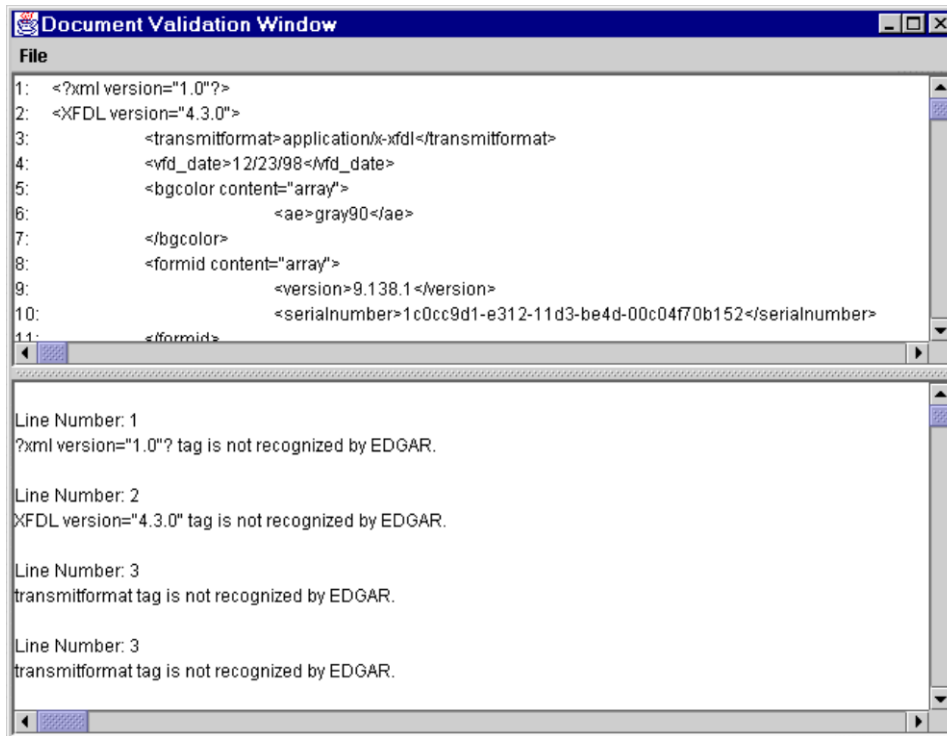 Document Validation Window
File
1: <?xml version="1.0"?>
2: <XFDL version="4.3.0">
3: <transmitformat>application/x-xfdl</transmitformat>
4: <vfd_date>12/23/98</vfd_date>
5: <bgcolor content="array">
6: <ae>gray90</ae>
7: </bgcolor>
8: <formid content="array">
9: <version>9.138.1</version>
10: <serialnumber>1c0cc9d1-e312-11d3-be4d-00c04f70b152</serialnumber>
11: </formid>
Line Number: 1
?xml version="1.0"? tag is not recognized by EDGAR.
Line Number: 2
XFDL version="4.3.0" tag is not recognized by EDGAR.
Line Number: 3
transmitformat tag is not recognized by EDGAR.
Line Number: 3
transmitformat tag is not recognized by EDGAR.